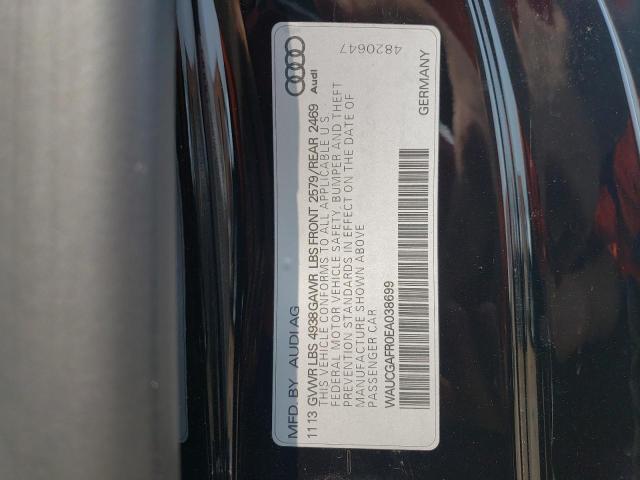 MFD. BY AUDI AG
1113 GVWR LBS 4938 GAWR LBS FRONT 2579/REAR 2469
THIS VEHICLE CONFORMS TO ALL APPLICABLE U.S.
FEDERAL MOTOR VEHICLE SAFETY, BUMPER AND THEFT
PREVENTION STANDARDS IN EFFECT ON THE DATE OF
MANUFACTURE SHOWN ABOVE
PASSENGER CAR
WAUCGAFR0EA038699
Audi
4820647
GERMANY